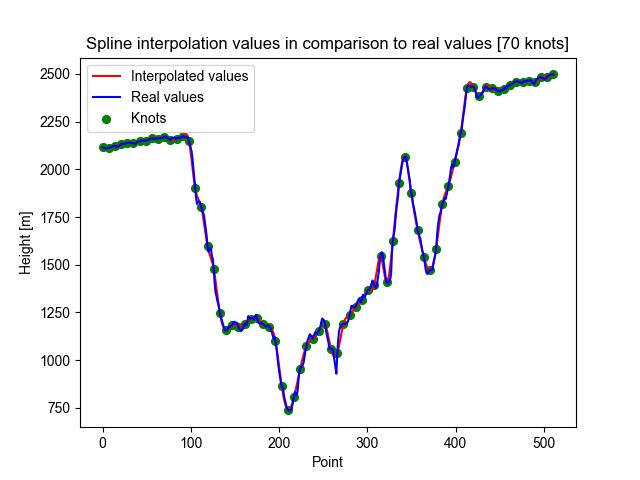 Spline interpolation values in comparison to real values [70 knots]
Interpolated values
Real values
Knots
Height [m]
2500
2250
2000
1750
1500
1250
1000
750
0 100 200 300 400 500
Point